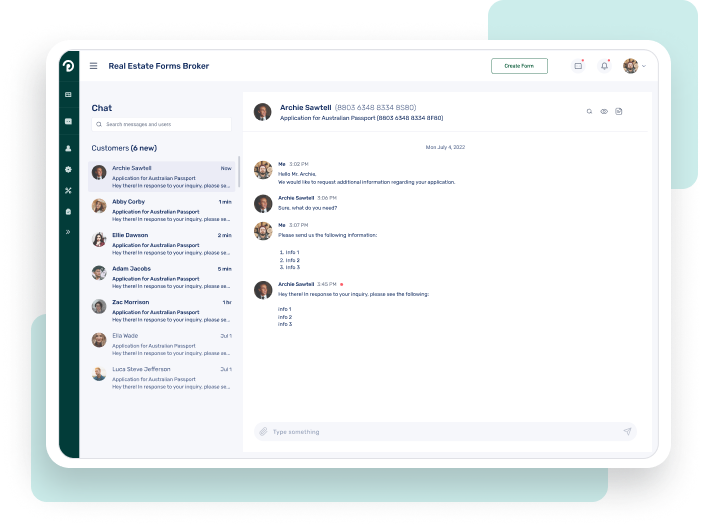 Real Estate Forms Broker
Create Form
Chat
Search messages and users
Customers (6 new)
Archie Sawtell Now
Application for Australian Passport
Hey there! In response to your inquiry, please se...
Abby Corby 1 min
Application for Australian Passport
Hey there! In response to your inquiry, please se...
Ellie Dawson 2 min
Application for Australian Passport
Hey there! In response to your inquiry, please se...
Adam Jacobs 5 min
Application for Australian Passport
Hey there! In response to your inquiry, please se...
Zac Morrison 1 hr
Application for Australian Passport
Hey there! In response to your inquiry, please se...
Ella Wade Jul 1
Application for Australian Passport
Hey there! In response to your inquiry, please se...
Luca Steve Jefferson Jul 1
Application for Australian Passport
Hey there! In response to your inquiry, please se...
Archie Sawtell (8803 6348 8334 8S80)
Application for Australian Passport (8803 6348 8334 8F80)
Mon July 4, 2022
Me 3:02 PM
Hello Mr. Archie,
We would like to request additional information regarding your application.
Archie Sawtell 3:06 PM
Sure, what do you need?
Me 3:07 PM
Please send us the following information:
1. Info 1
2. Info 2
3. Info 3
Archie Sawtell 3:45 PM
Hey there! In response to your inquiry, please see the following:
Info 1
Info 2
Info 3
Type something